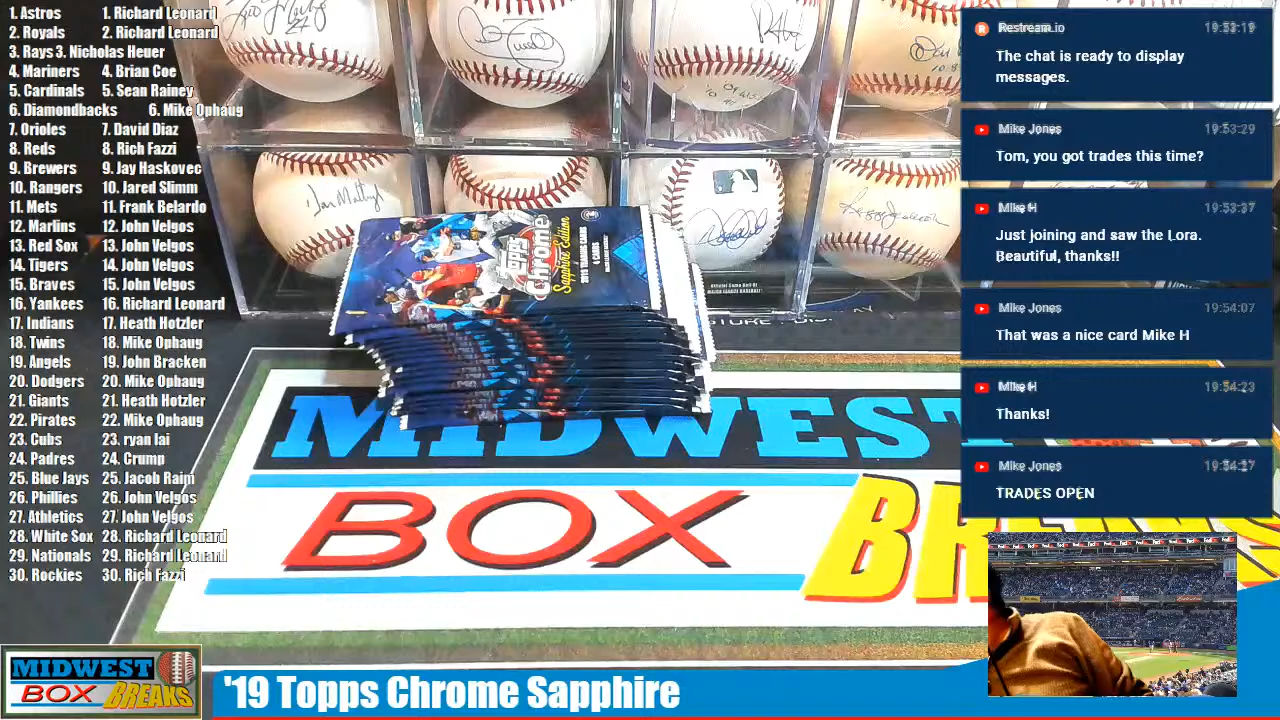 1. Astros 1. Richard Leonard
2. Royals 2. Richard Leonard
3. Rays 3. Nicholas Heuer
4. Mariners 4. Brian Coe
5. Cardinals 5. Sean Rainey
6. Diamondbacks 6. Mike Ophaug
7. Orioles 7. David Diaz
8. Reds 8. Rich Fazzi
9. Brewers 9. Jay Haskovec
10. Rangers 10. Jared Slimm
11. Mets 11. Frank Belardo
12. Marlins 12. John Velgos
13. Red Sox 13. John Velgos
14. Tigers 14. John Velgos
15. Braves 15. John Velgos
16. Yankees 16. Richard Leonard
17. Indians 17. Heath Hotzler
18. Twins 18. Mike Ophaug
19. Angels 19. John Bracken
20. Dodgers 20. Mike Ophaug
21. Giants 21. Heath Hotzler
22. Pirates 22. Mike Ophaug
23. Cubs 23. ryan lai
24. Padres 24. Crump
25. Blue Jays 25. Jacob Raim
26. Phillies 26. John Velgos
27. Athletics 27. John Velgos
28. White Sox 28. Richard Leonard
29. Nationals 29. Richard Leonard
30. Rockies 30. Rich Fazzi
Topps
Chrome
Sapphire Edition
2019 TRADING CARDS
4 CARDS
MIDWEST
BOX BREAKS
Restream.io 19:53:19
The chat is ready to display
messages.
Mike Jones 19:53:29
Tom, you got trades this time?
Mike H 19:53:37
Just joining and saw the Lora.
Beautiful, thanks!!
Mike Jones 19:54:07
That was a nice card Mike H
Mike H 19:54:23
Thanks!
Mike Jones 19:54:27
TRADES OPEN
MIDWEST
BOX BREAKS
'19 Topps Chrome Sapphire